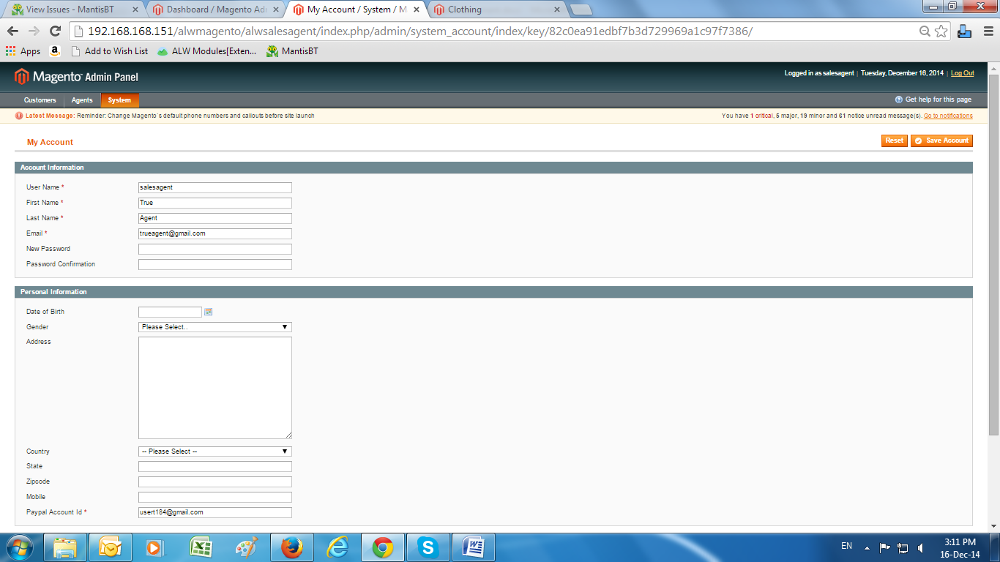 View Issues - MantisBT
Dashboard / Magento Ad
My Account / System / M
Clothing
192.168.168.151/alwmagento/alwsalesagent/index.php/admin/system_account/index/key/82c0ea91edbf7b3d729969a1c97f7386/
Apps a Add to Wish List ALW Modules[Exten... MantisBT
Magento Admin Panel
Logged in as salesagent | Tuesday, December 16, 2014 | Log Out
Customers Agents System
Get help for this page
Latest Message: Reminder: Change Magento`s default phone numbers and callouts before site launch
You have 1 critical, 5 major, 19 minor and 61 notice unread message(s). Go to notifications
My Account
Reset Save Account
Account Information
User Name * salesagent
First Name * True
Last Name * Agent
Email * trueagent@gmail.com
New Password
Password Confirmation
Personal Information
Date of Birth
Gender Please Select..
Address
Country -- Please Select --
State
Zipcode
Mobile
Paypal Account Id * usert184@gmail.com
EN
3:11 PM
16-Dec-14